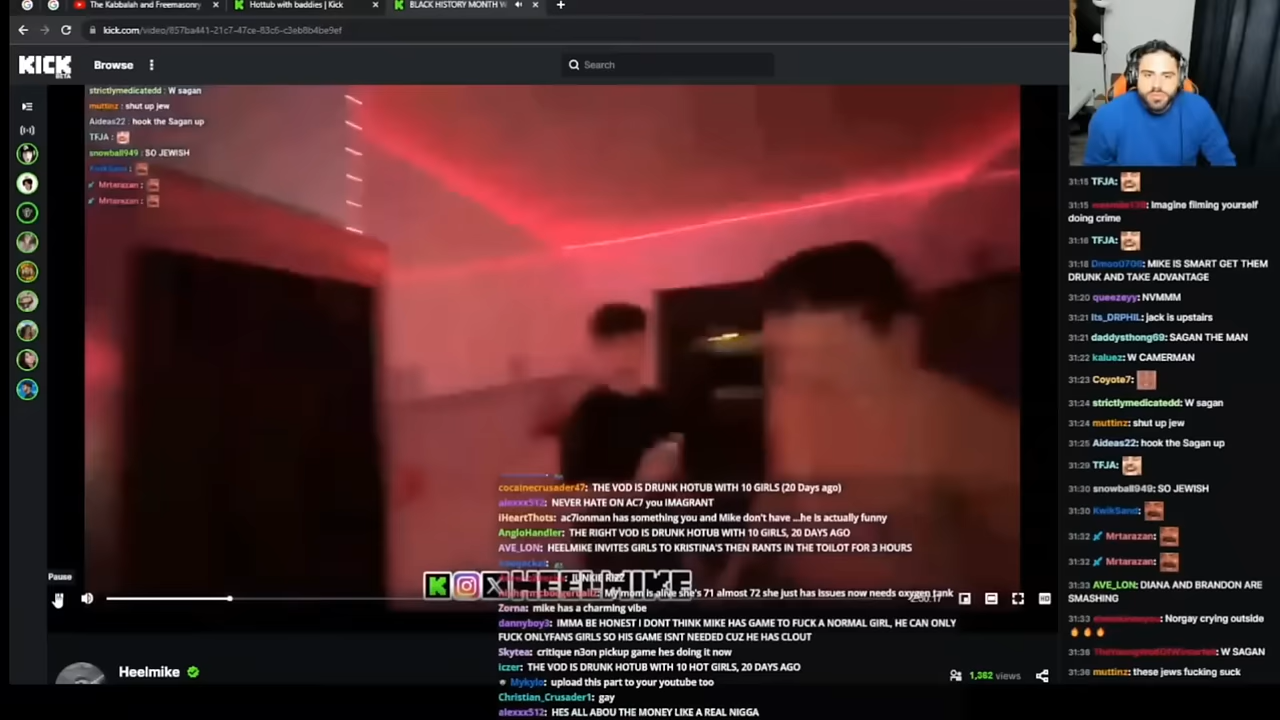 The Kabbalah and Freemasonry
Hottub with baddies | Kick
BLACK HISTORY MONTH W
kick.com/video/857ba441-21c7-47ce-83c6-c3eb8b4be9ef
KICK
BETA
Browse
Search
strictlymedicatedd : W sagan
muttinz : shut up jew
Aideas22 : hook the Sagan up
TFJA :
snowball949 : SO JEWISH
KwikSand :
Mrtarazan :
Mrtarazan :
cocainecrusader47: THE VOD IS DRUNK HOTUB WITH 10 GIRLS (20 Days ago)
alexxx512: NEVER HATE ON AC7 you IMAGRANT
iHeartThots: ac7ionman has something you and Mike don't have ...he is actually funny
AngloHandler: THE RIGHT VOD IS DRUNK HOTUB WITH 10 GIRLS, 20 DAYS AGO
AVE_LON: HEELMIKE INVITES GIRLS TO KRISTINA'S THEN RANTS IN THE TOILOT FOR 3 HOURS
JUNKIE RIZZ
HEELMIKE
My mom is alive she's 71 almost 72 she just has issues now needs oxygen tank
Zorna: mike has a charming vibe
dannyboy3: IMMA BE HONEST I DONT THINK MIKE HAS GAME TO FUCK A NORMAL GIRL, HE CAN ONLY
FUCK ONLYFANS GIRLS SO HIS GAME ISNT NEEDED CUZ HE HAS CLOUT
Skytea: critique n3on pickup game hes doing it now
iczer: THE VOD IS DRUNK HOTUB WITH 10 HOT GIRLS, 20 DAYS AGO
Mykylo: upload this part to your youtube too
Christian_Crusader1: gay
alexxx512: HES ALL ABOU THE MONEY LIKE A REAL NIGGA
Pause
HD
Heelmike
1,362 views
31:15 TFJA:
31:15 Imagine filming yourself
doing crime
31:16 TFJA:
31:18 Dmoo0706: MIKE IS SMART GET THEM
DRUNK AND TAKE ADVANTAGE
31:20 queezeyy: NVMMM
31:21 Its_DRPHIL: jack is upstairs
31:21 daddysthong69: SAGAN THE MAN
31:22 kaluez: W CAMERMAN
31:23 Coyote7:
31:24 strictlymedicatedd: W sagan
31:24 muttinz: shut up jew
31:25 Aideas22: hook the Sagan up
31:29 TFJA:
31:30 snowball949: SO JEWISH
31:30 KwikSand:
31:32 Mrtarazan:
31:32 Mrtarazan:
31:33 AVE_LON: DIANA AND BRANDON ARE
SMASHING
31:33 Norgay crying outside
31:36 W SAGAN
31:36 muttinz: these jews fucking suck